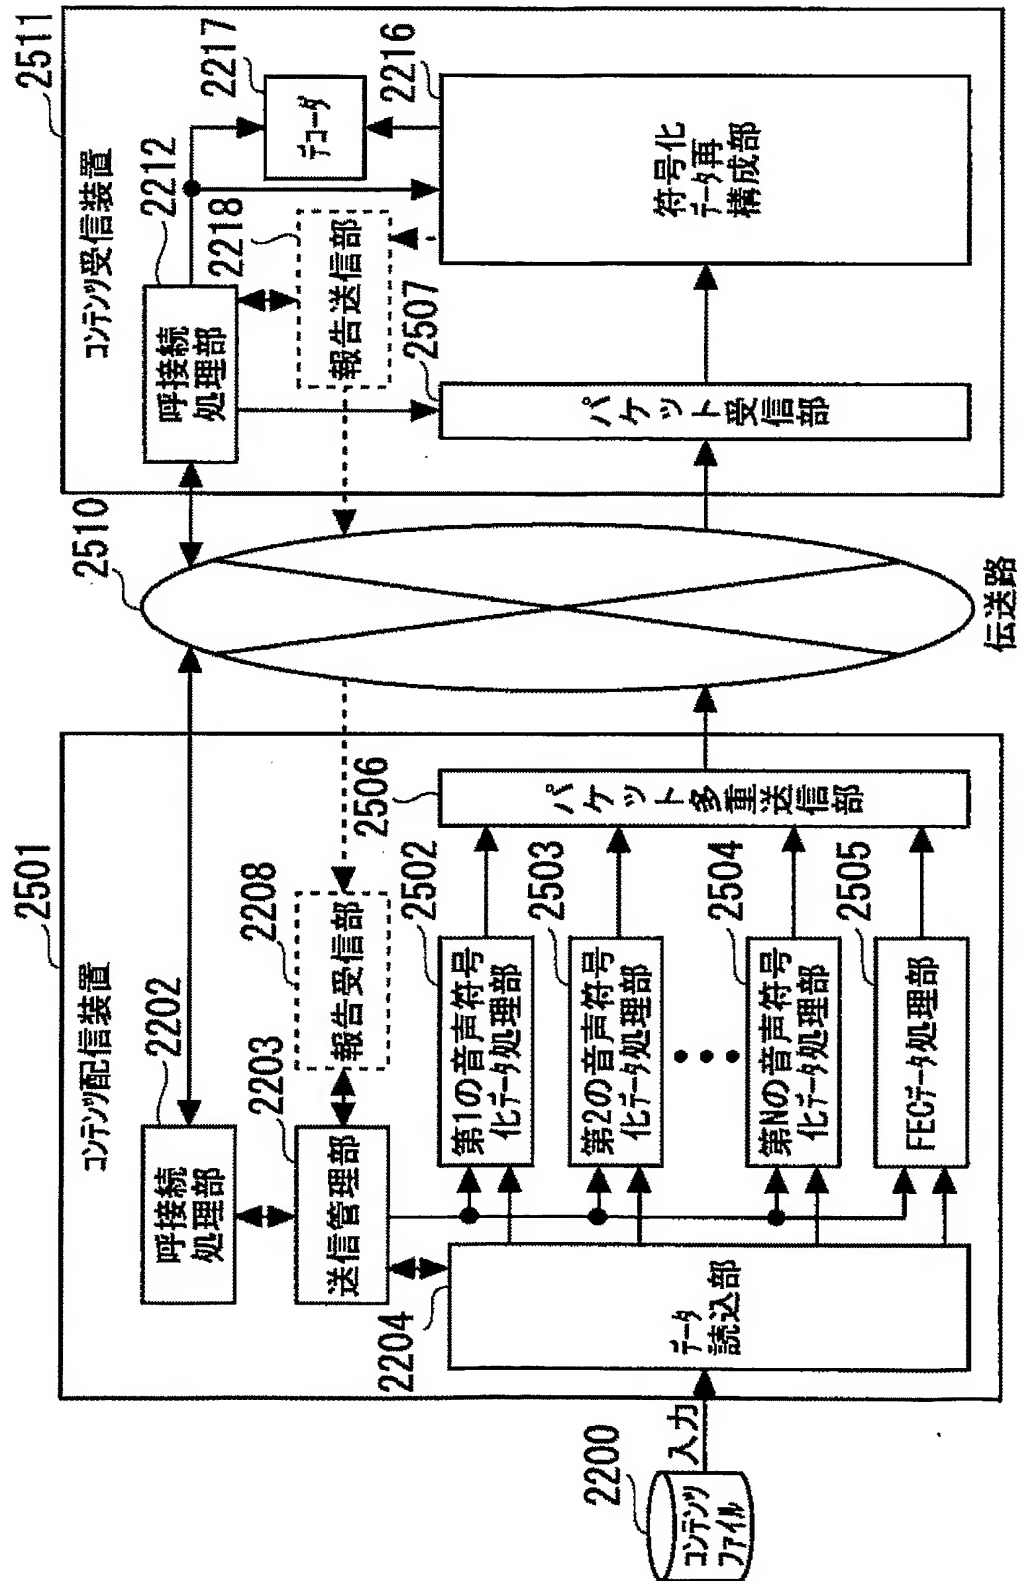 2501
コンテンツ配信装置
2202
呼接続
処理部
2203
送信管理部
2208
報告受信部
2204
データ
読込部
2200
コンテンツ
ファイル
入力
2502
第1の音声符号
化データ処理部
2503
第2の音声符号
化データ処理部
2504
第Nの音声符号
化データ処理部
2505
FECデータ処理部
2506
パケット多重送信部
2510
伝送路
2511
コンテンツ受信装置
2212
呼接続
処理部
2218
報告送信部
2217
デコーダ
2507
パケット受信部
2216
符号化
データ再
構成部